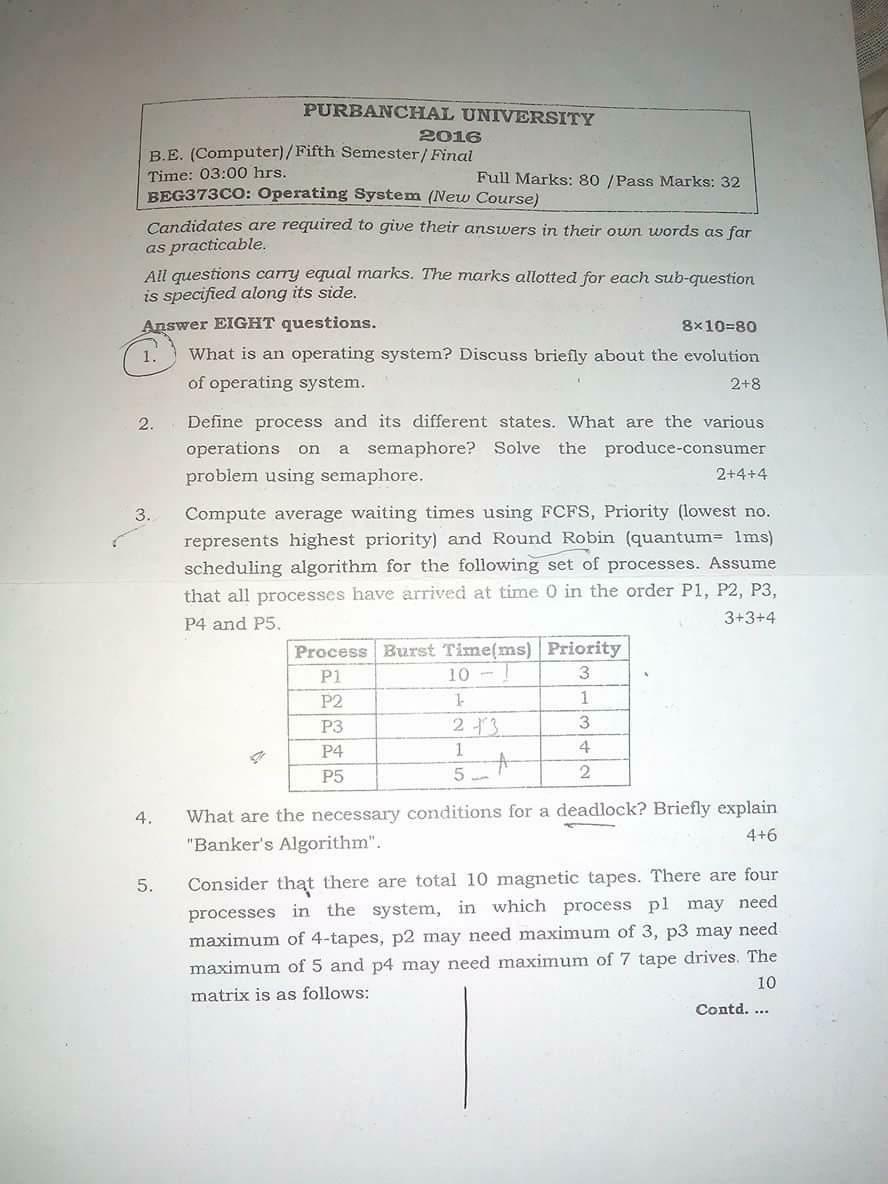 PURBANCHAL UNIVERSITY
2016
B.E. (Computer)/Fifth Semester/Final
Time: 03:00 hrs. Full Marks: 80 /Pass Marks: 32
BEG373CO: Operating System (New Course)
Candidates are required to give their answers in their own words as far
as practicable.
All questions carry equal marks. The marks allotted for each sub-question
is specified along its side.
Answer EIGHT questions. 8×10=80
1. What is an operating system? Discuss briefly about the evolution
of operating system. 2+8
2. Define process and its different states. What are the various
operations on a semaphore? Solve the produce-consumer
problem using semaphore. 2+4+4
3. Compute average waiting times using FCFS, Priority (lowest no.
represents highest priority) and Round Robin (quantum= 1ms)
scheduling algorithm for the following set of processes. Assume
that all processes have arrived at time 0 in the order P1, P2, P3,
P4 and P5. 3+3+4
Process Burst Time(ms) Priority
P1 10 3
P2 1 1
P3 2 3
P4 1 4
P5 5 2
4. What are the necessary conditions for a deadlock? Briefly explain
"Banker's Algorithm". 4+6
5. Consider that there are total 10 magnetic tapes. There are four
processes in the system, in which process p1 may need
maximum of 4-tapes, p2 may need maximum of 3, p3 may need
maximum of 5 and p4 may need maximum of 7 tape drives. The
matrix is as follows: 10
Contd. ...